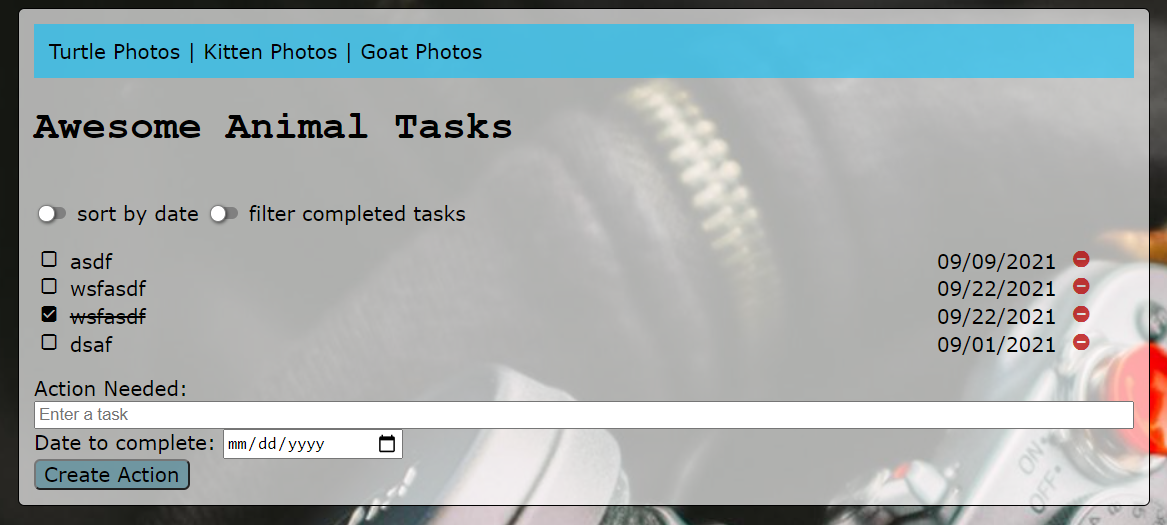 Turtle Photos | Kitten Photos | Goat Photos
Awesome Animal Tasks
sort by date filter completed tasks
asdf 09/09/2021
wsfasdf 09/22/2021
wsfasdf 09/22/2021
dsaf 09/01/2021
Action Needed:
Enter a task
Date to complete: mm/dd/yyyy
Create Action
ON
OFF